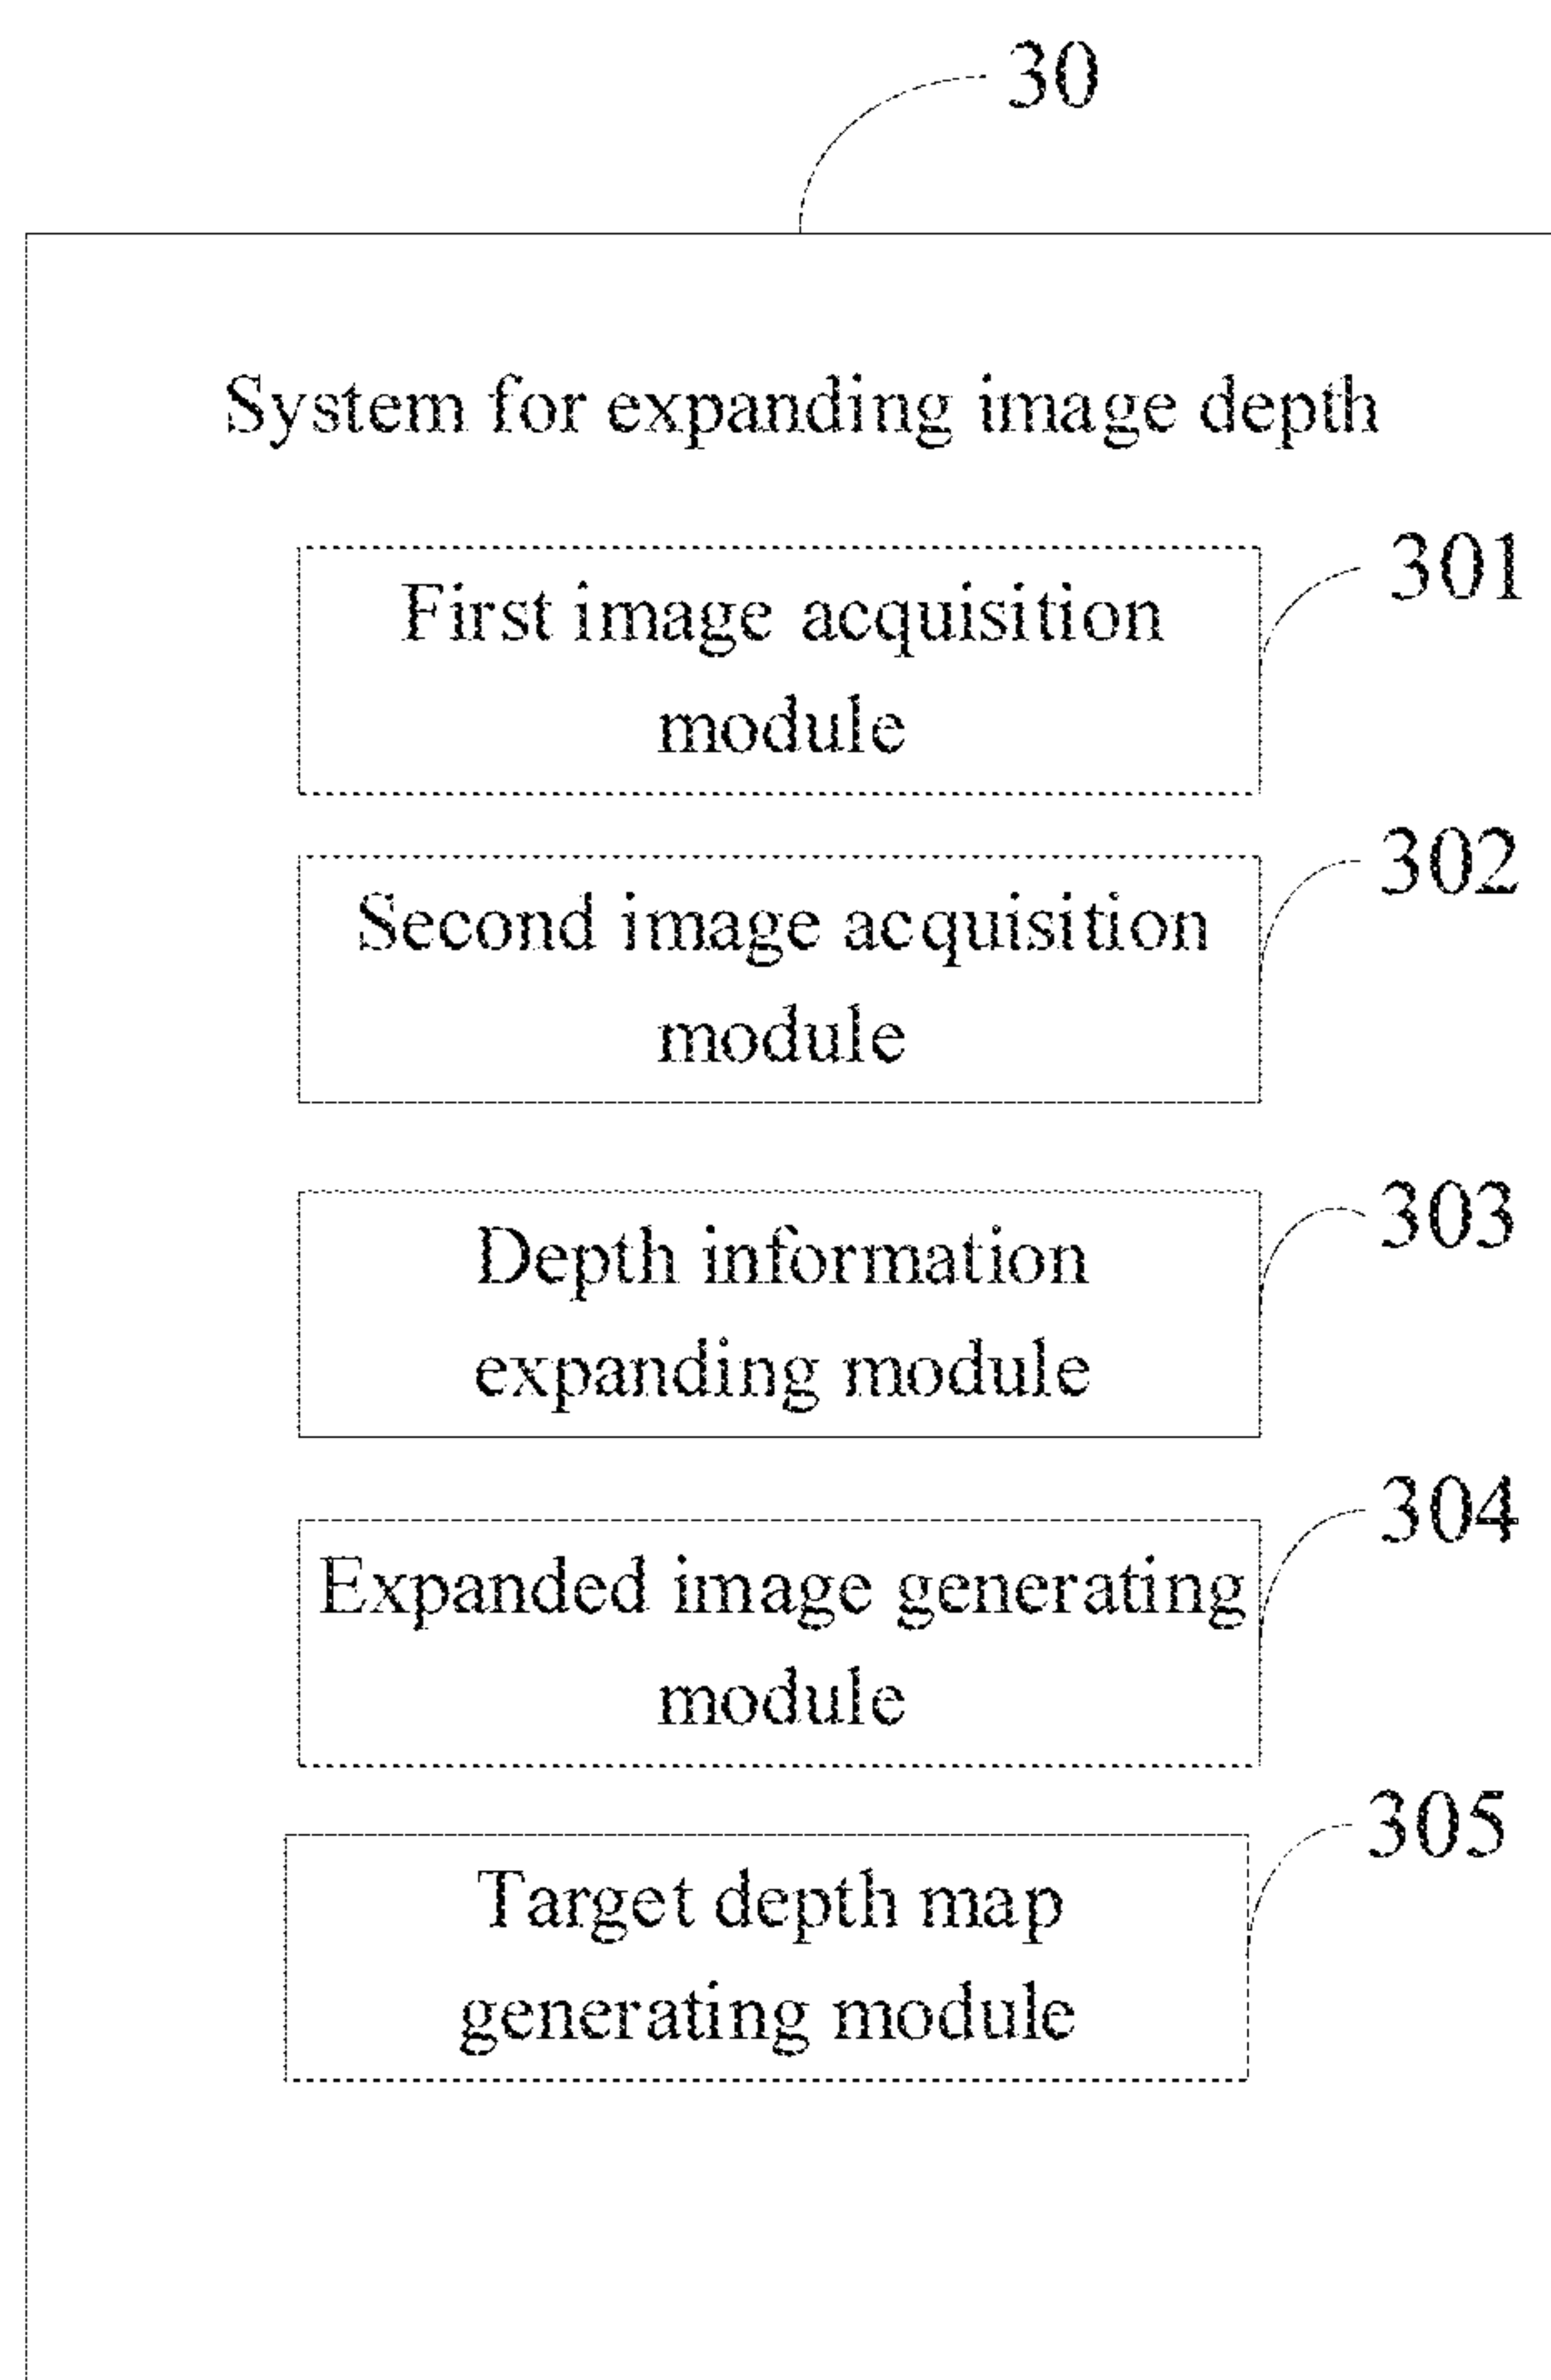 30
System for expanding image depth
301
First image acquisition
module
302
Second image acquisition
module
303
Depth information
expanding module
304
Expanded image generating
module
305
Target depth map
generating module